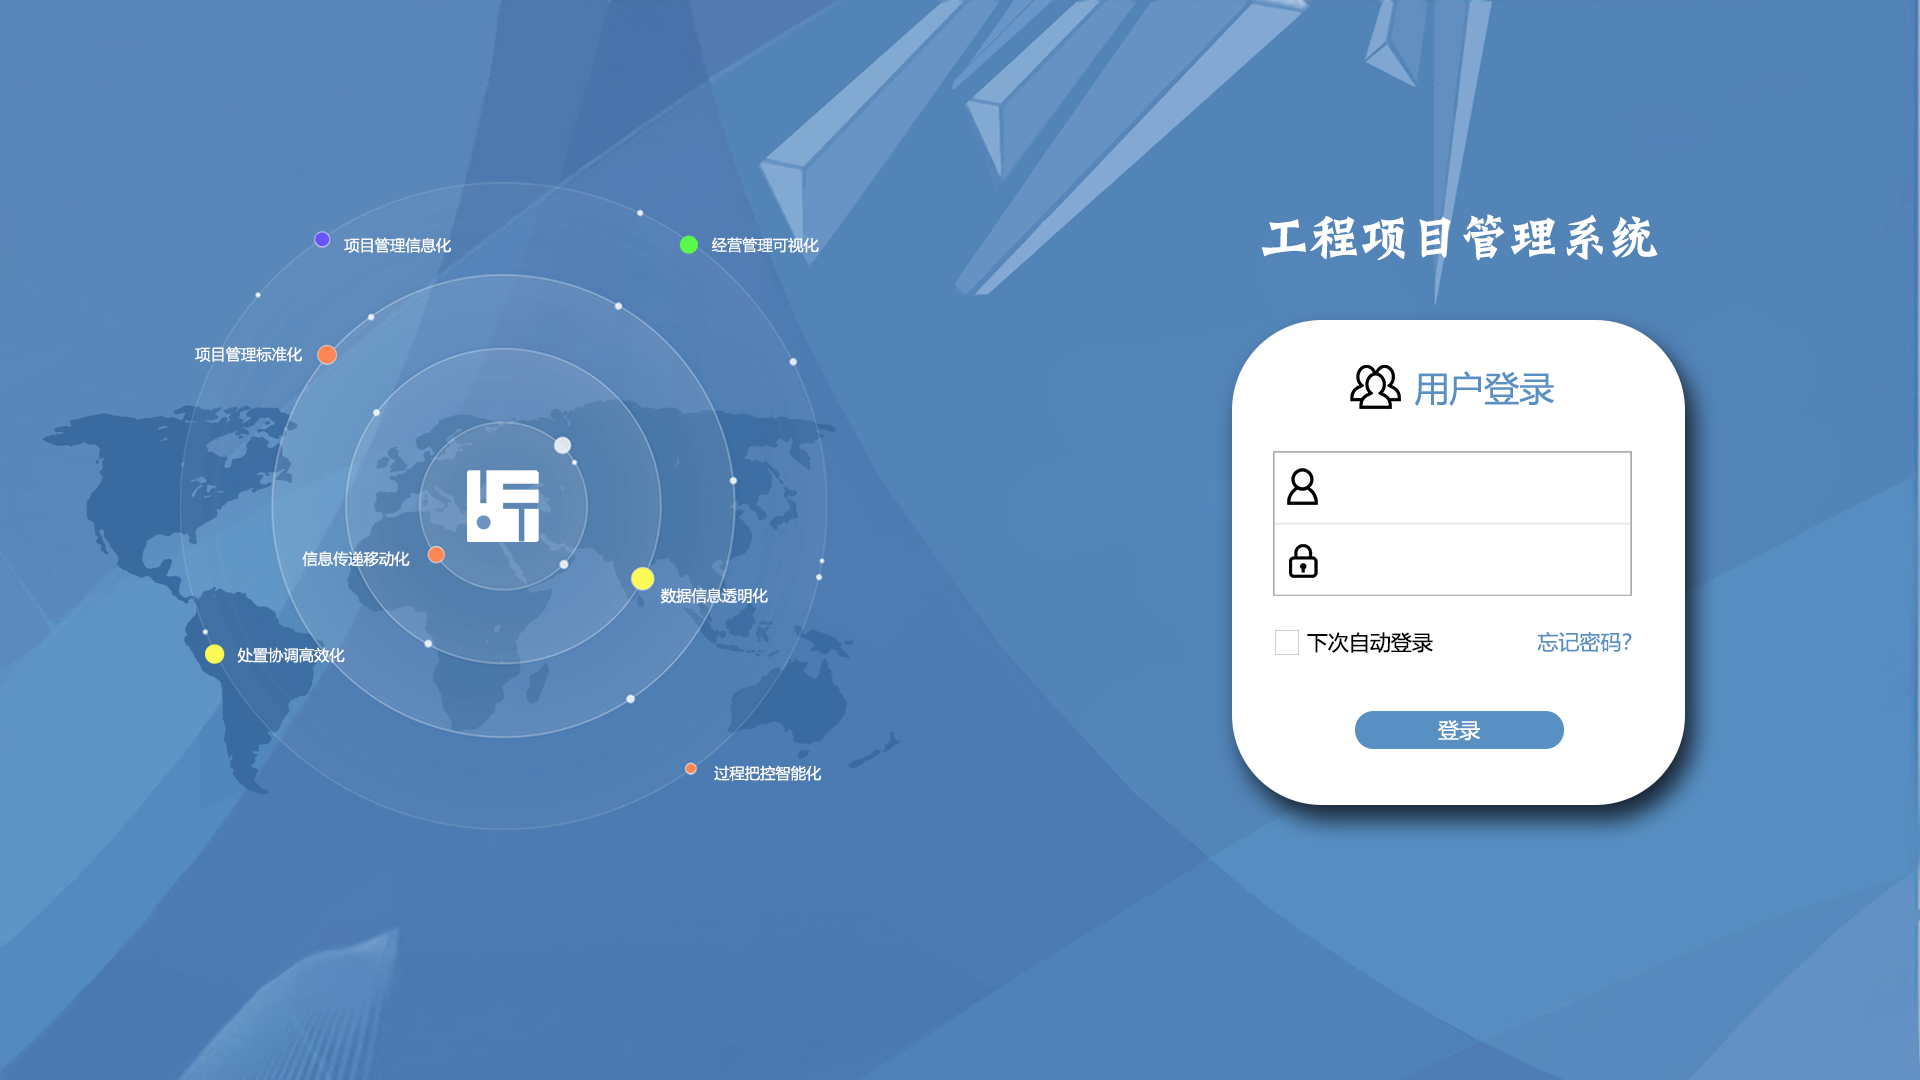 工程项目管理系统
项目管理信息化
经营管理可视化
项目管理标准化
信息传递移动化
数据信息透明化
处置协调高效化
过程把控智能化
用户登录
下次自动登录
忘记密码?
登录